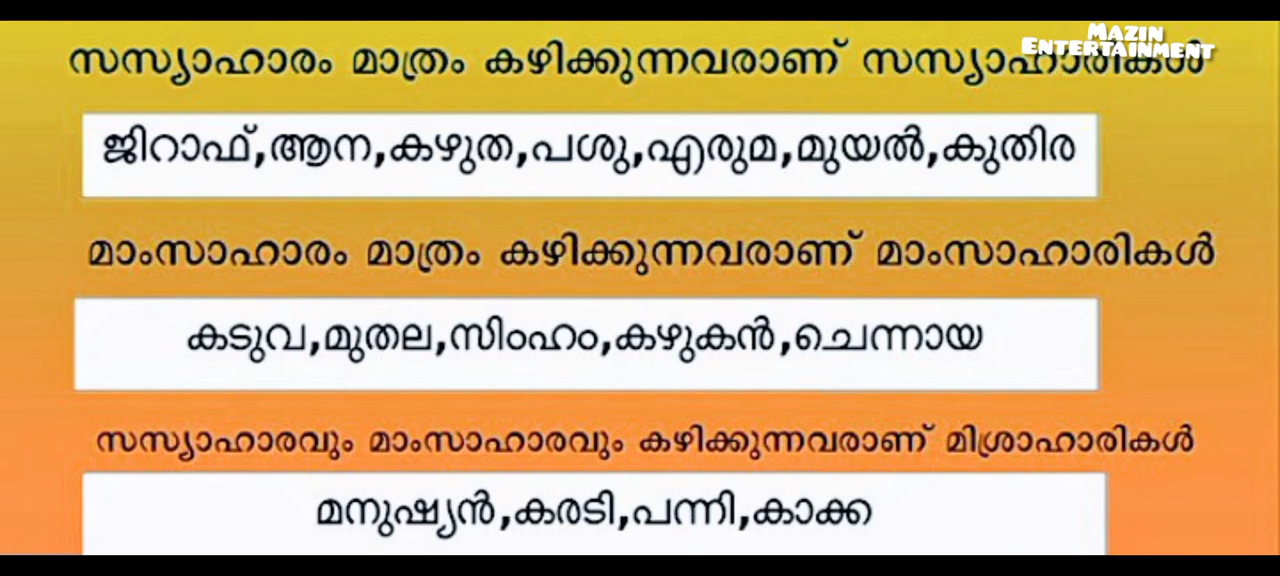 MAZIN
ENTERTAINMENT
സസ്യാഹാരം മാത്രം കഴിക്കുന്നവരാണ് സസ്യാഹാരികൾ
ജിറാഫ്,ആന,കഴുത,പശു,എരുമ,മുയൽ,കുതിര
മാംസാഹാരം മാത്രം കഴിക്കുന്നവരാണ് മാംസാഹാരികൾ
കടുവ,മുതല,സിംഹം,കഴുകൻ,ചെന്നായ
സസ്യാഹാരവും മാംസാഹാരവും കഴിക്കുന്നവരാണ് മിശ്രാഹാരികൾ
മനുഷ്യൻ,കരടി,പന്നി,കാക്ക